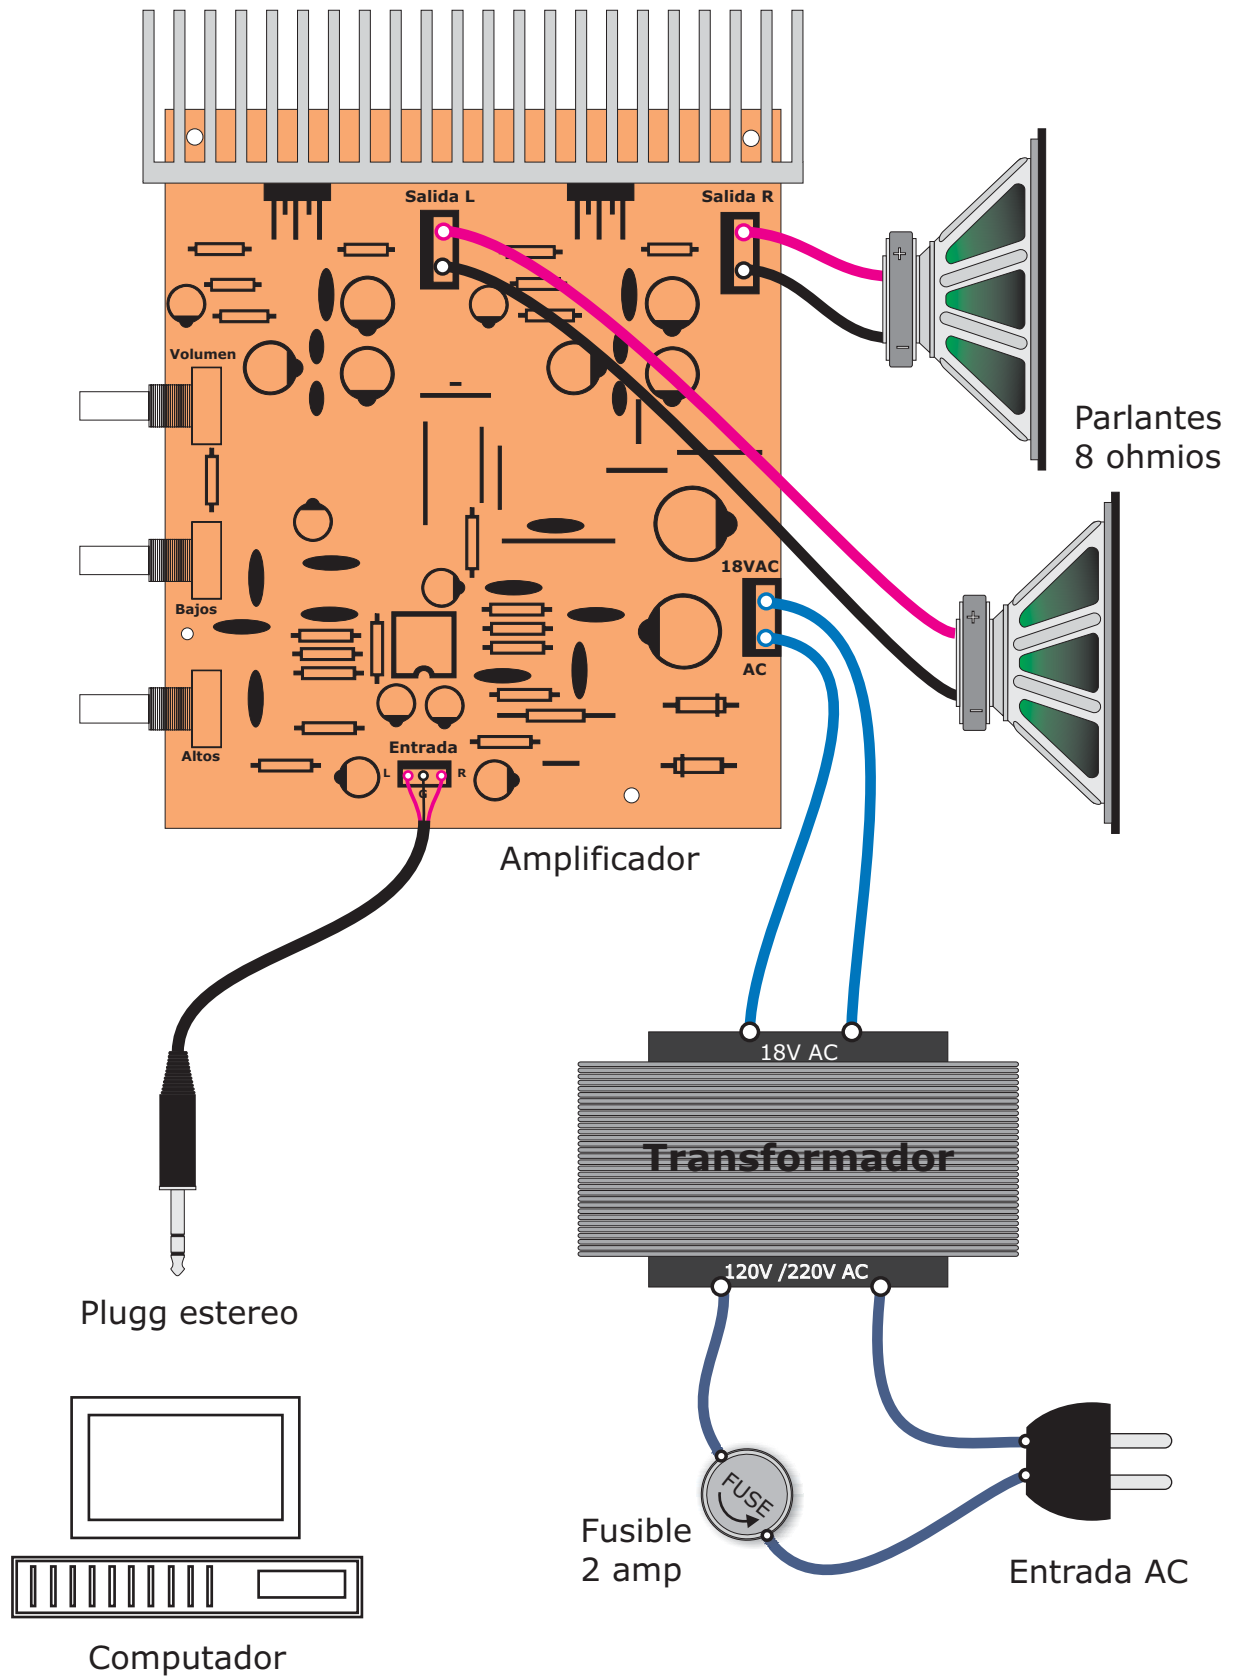 Salida L
Salida R
+
−
Volumen
Parlantes
8 ohmios
18VAC
Bajos
+
−
AC
Altos
Entrada
L
R
G
Amplificador
18V AC
Transformador
120V /220V AC
Plugg estereo
FUSE
Fusible
2 amp
Entrada AC
Computador